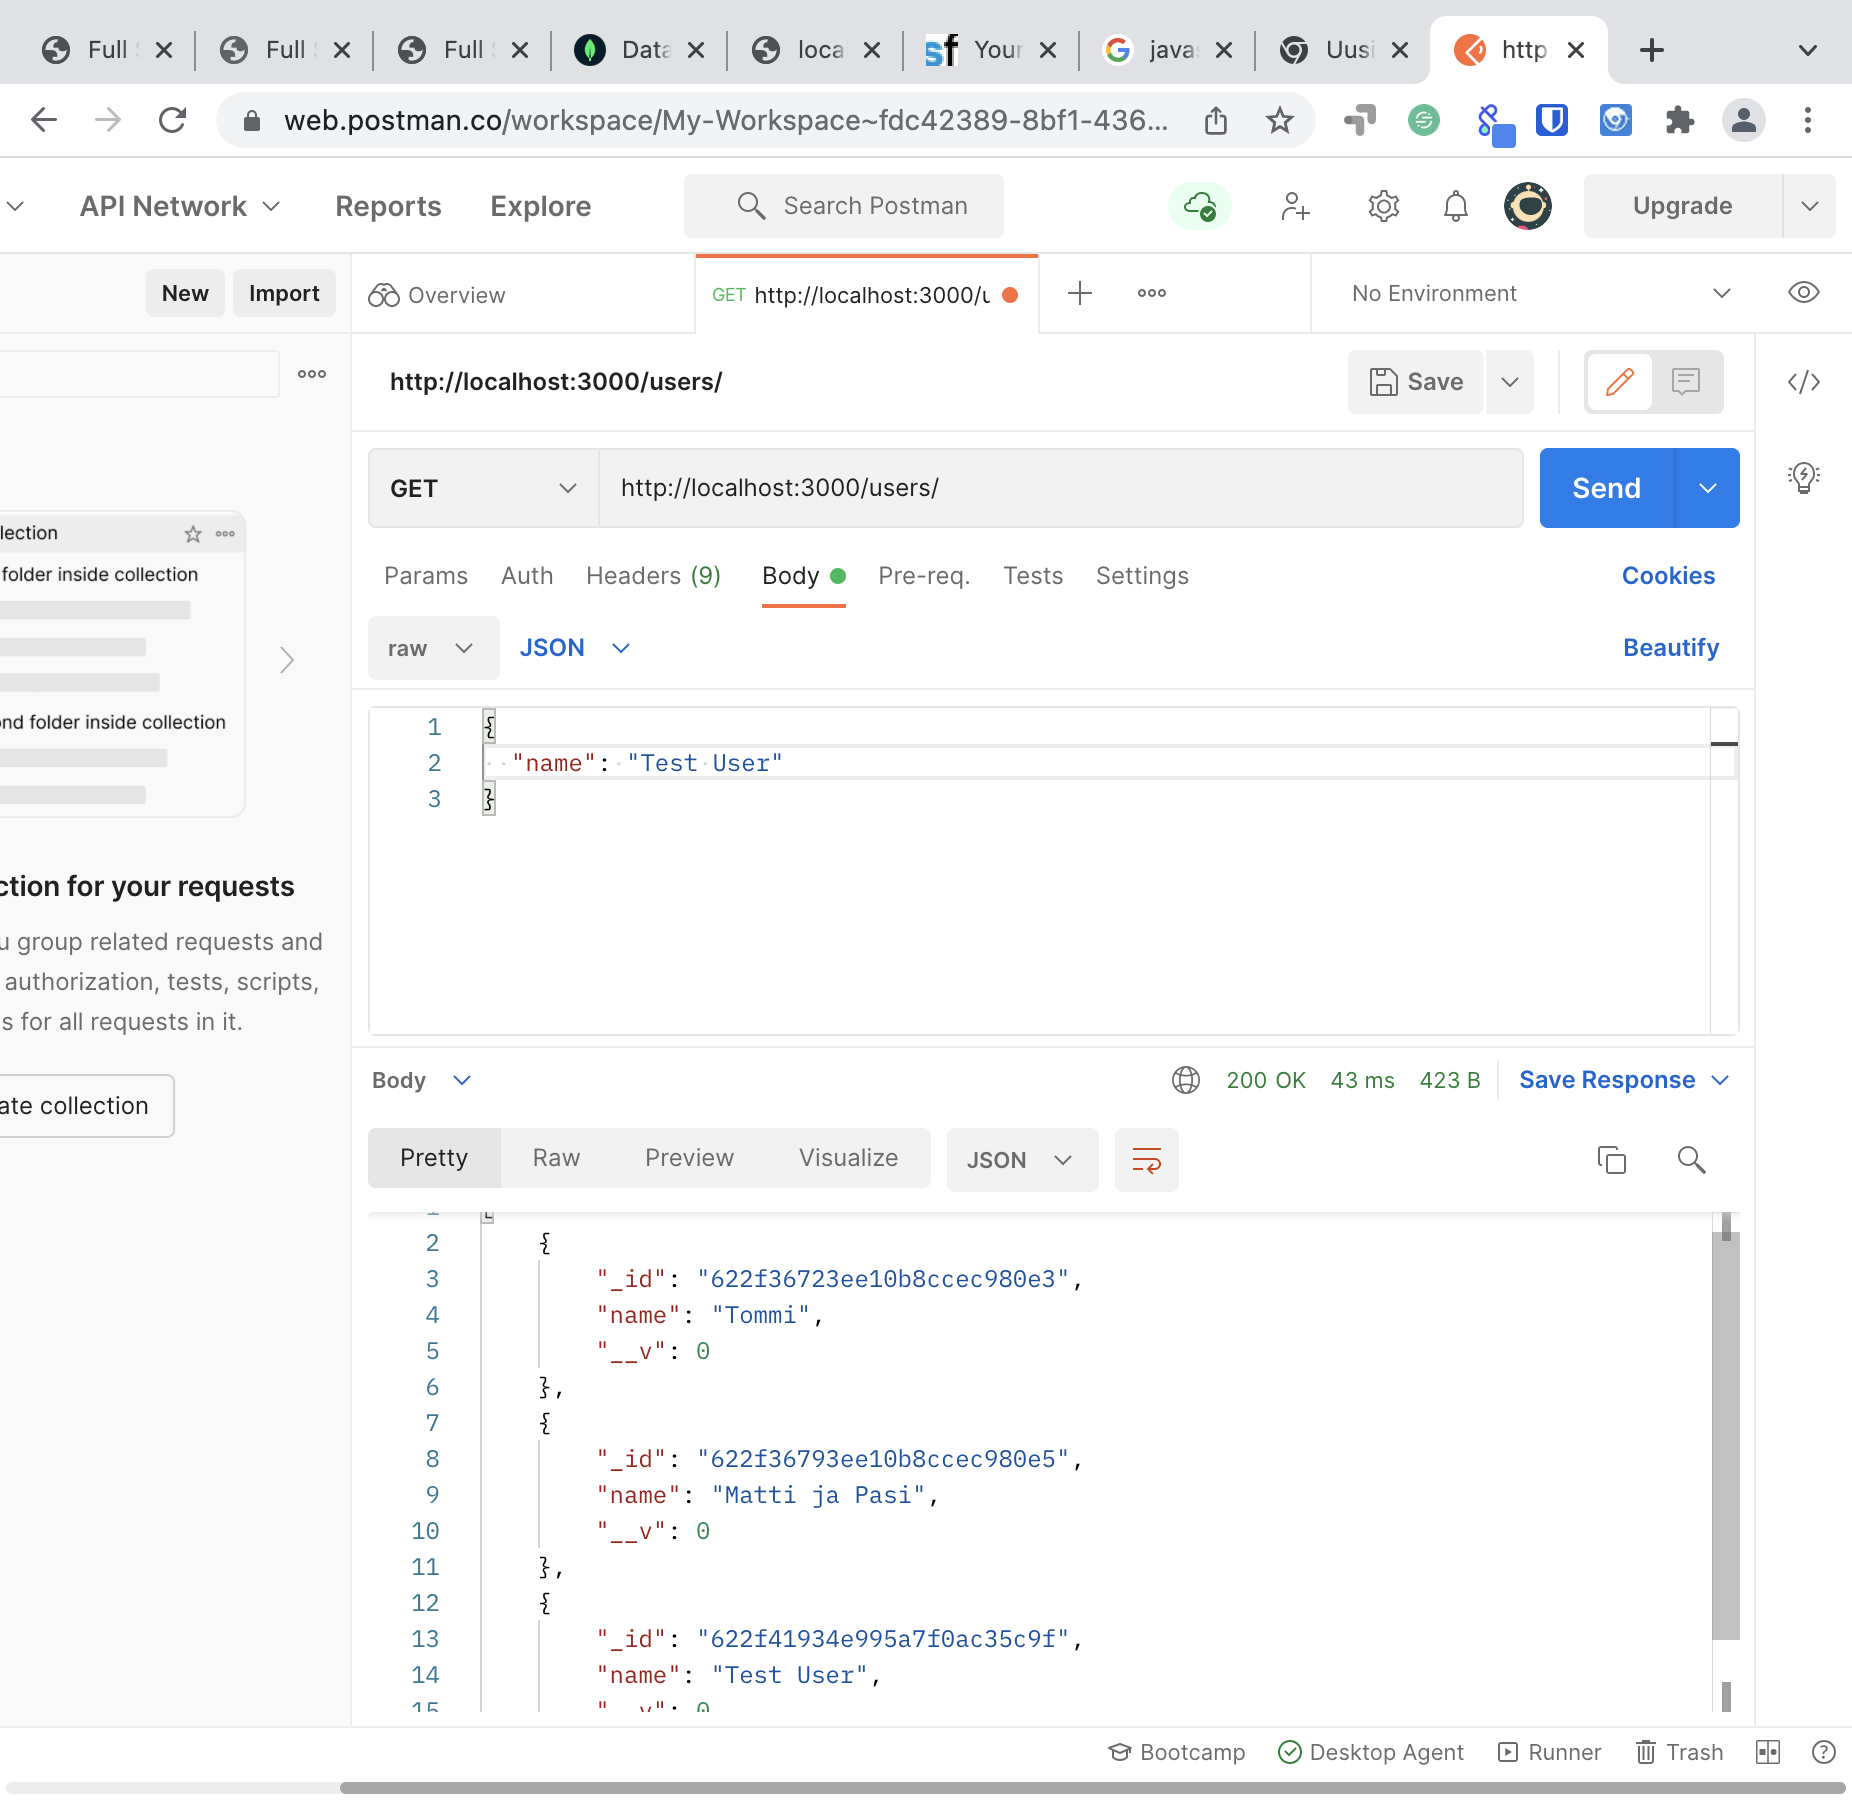 Full
Full
Full
Data
loca
sf Your
java
Uusi
http
web.postman.co/workspace/My-Workspace~fdc42389-8bf1-436...
API Network
Reports
Explore
Search Postman
Upgrade
New
Import
Overview
GET http://localhost:3000/u
No Environment
http://localhost:3000/users/
Save
GET
http://localhost:3000/users/
Send
lection
folder inside collection
nd folder inside collection
Params
Auth
Headers (9)
Body
Pre-req.
Tests
Settings
Cookies
raw
JSON
Beautify
1 {
2 "name": "Test User"
3 }
ction for your requests
u group related requests and
authorization, tests, scripts,
s for all requests in it.
ate collection
Body
200 OK
43 ms
423 B
Save Response
Pretty
Raw
Preview
Visualize
JSON
1 [
2 {
3 "_id": "622f36723ee10b8ccec980e3",
4 "name": "Tommi",
5 "__v": 0
6 },
7 {
8 "_id": "622f36793ee10b8ccec980e5",
9 "name": "Matti ja Pasi",
10 "__v": 0
11 },
12 {
13 "_id": "622f41934e995a7f0ac35c9f",
14 "name": "Test User",
15 "__v": 0
Bootcamp
Desktop Agent
Runner
Trash